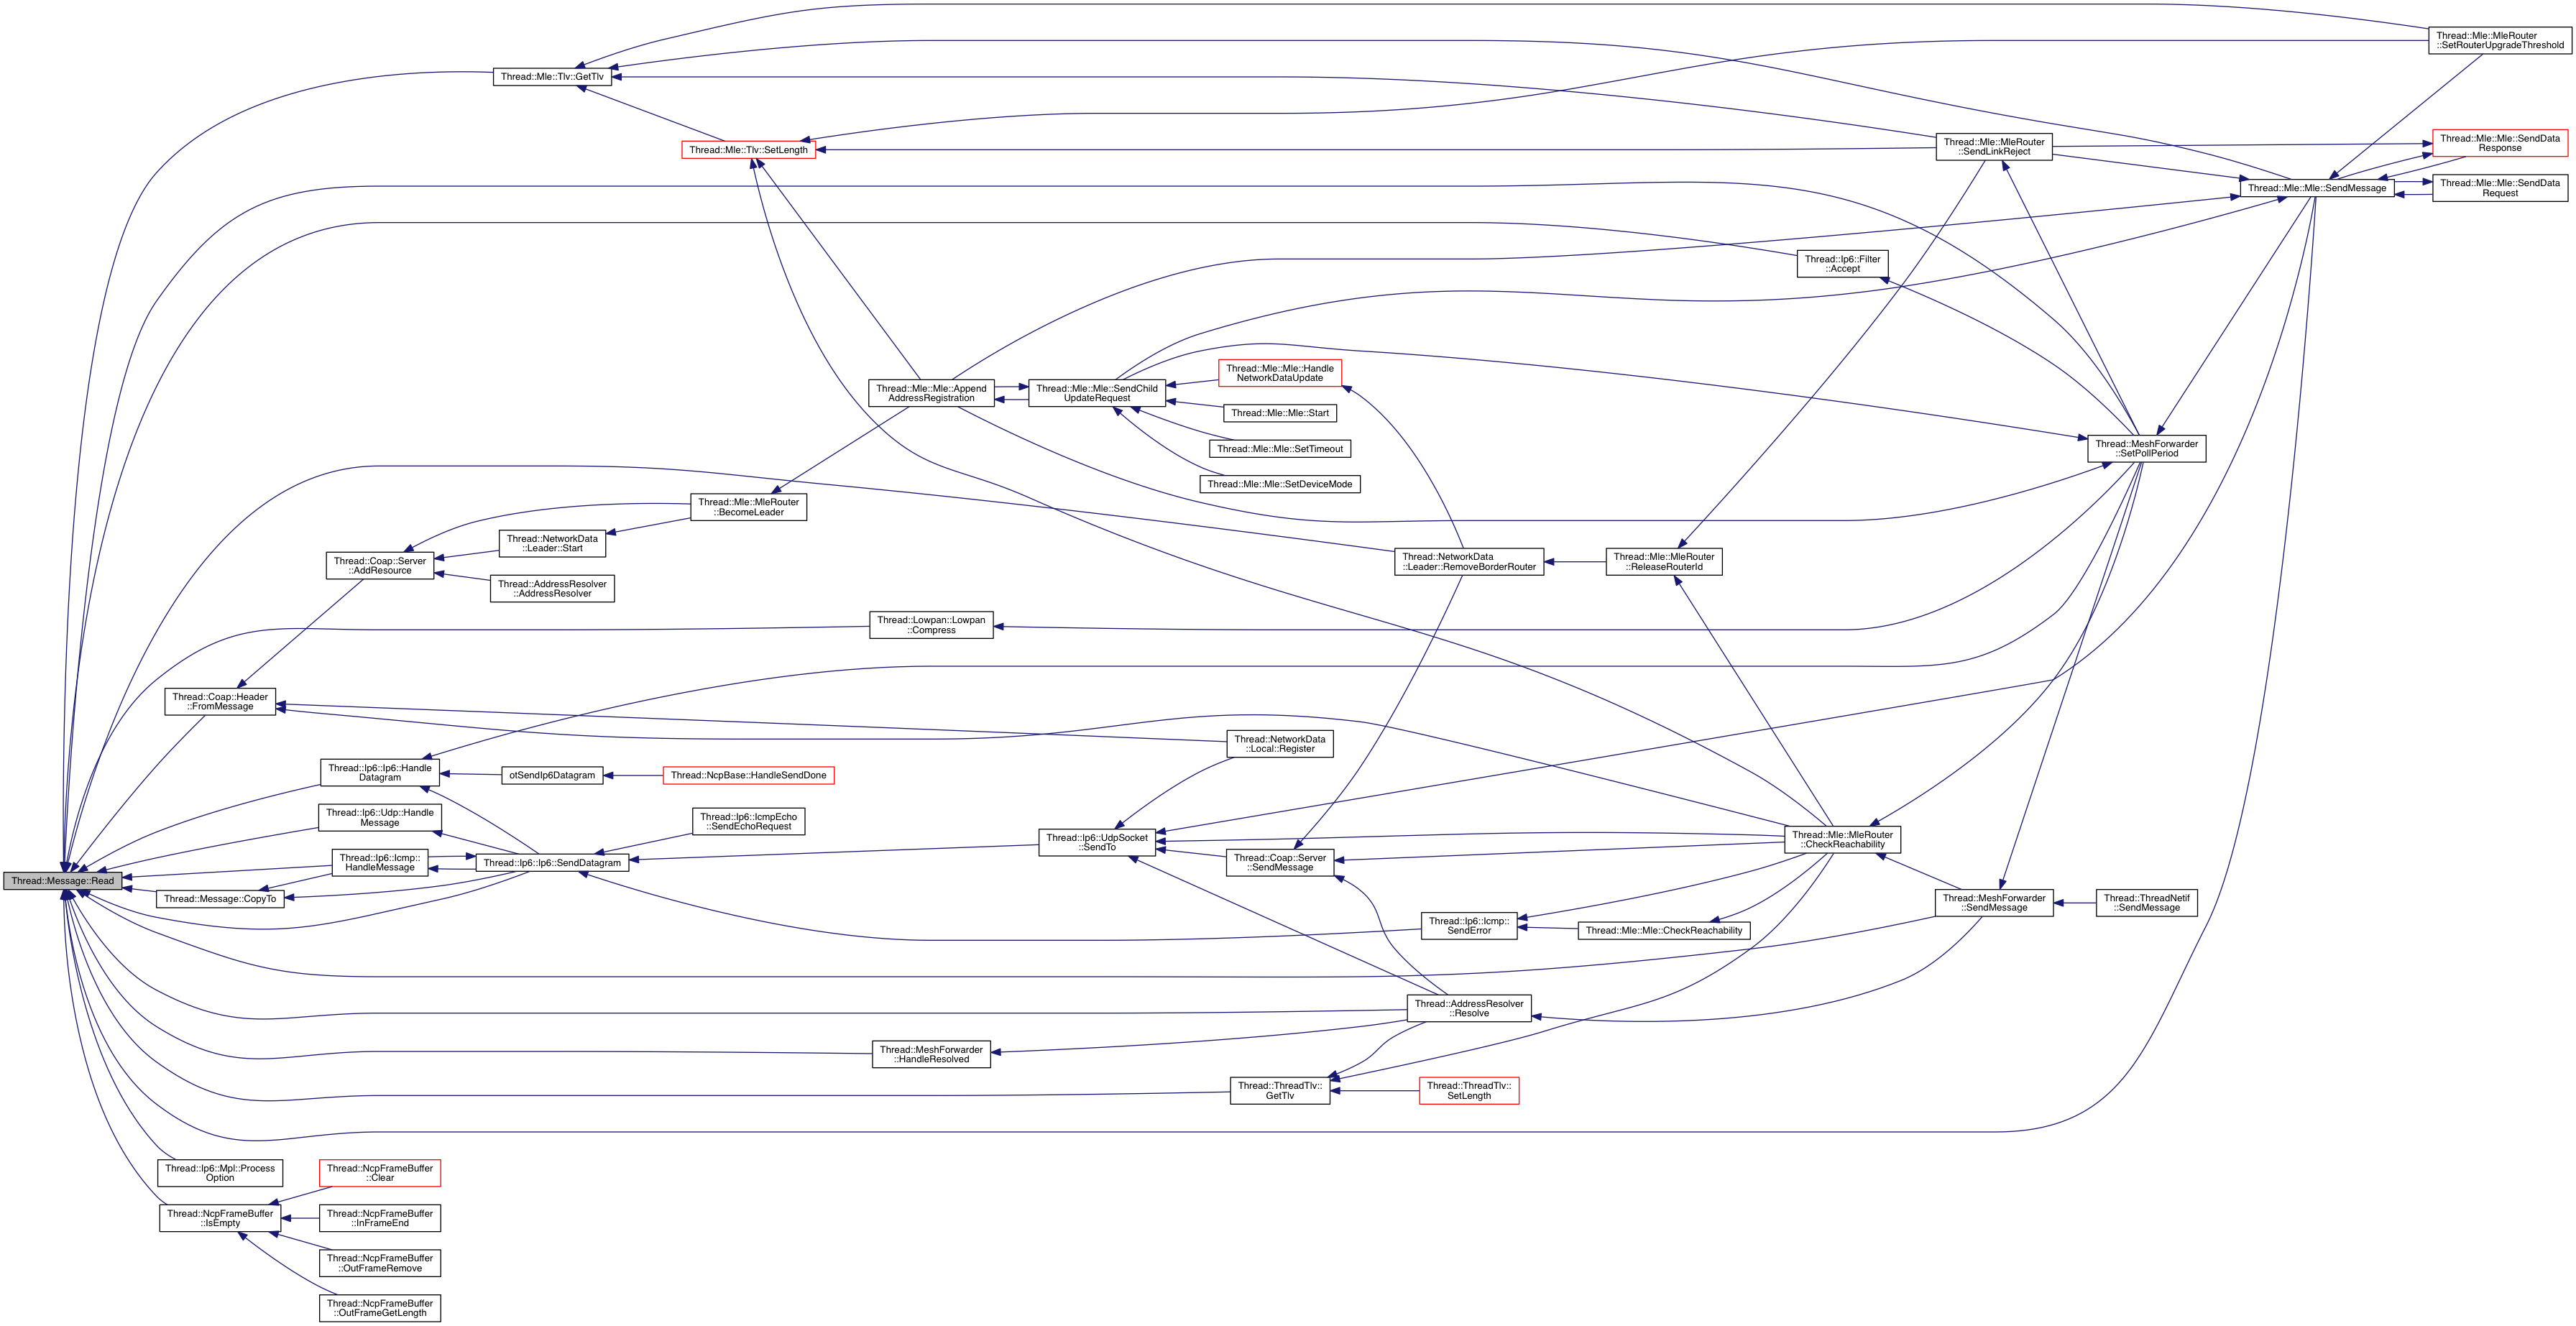 Thread::Mle::MleRouter
::SetRouterUpgradeThreshold
Thread::Mle::Tlv::GetTlv
Thread::Mle::Tlv::SetLength
Thread::Mle::MleRouter
::SendLinkReject
Thread::Mle::Mle::SendData
Response
Thread::Mle::Mle::SendMessage
Thread::Mle::Mle::SendData
Request
Thread::Ip6::Filter
::Accept
Thread::Mle::Mle::Append
AddressRegistration
Thread::Mle::Mle::SendChild
UpdateRequest
Thread::Mle::Mle::Handle
NetworkDataUpdate
Thread::Mle::Mle::Start
Thread::Mle::Mle::SetTimeout
Thread::Mle::Mle::SetDeviceMode
Thread::MeshForwarder
::SetPollPeriod
Thread::Mle::MleRouter
::BecomeLeader
Thread::NetworkData
::Leader::Start
Thread::Coap::Server
::AddResource
Thread::AddressResolver
::AddressResolver
Thread::NetworkData
::Leader::RemoveBorderRouter
Thread::Mle::MleRouter
::ReleaseRouterId
Thread::Lowpan::Lowpan
::Compress
Thread::Coap::Header
::FromMessage
Thread::NetworkData
::Local::Register
Thread::Ip6::Ip6::Handle
Datagram
otSendIp6Datagram
Thread::NcpBase::HandleSendDone
Thread::Ip6::Udp::Handle
Message
Thread::Ip6::IcmpEcho
::SendEchoRequest
Thread::Ip6::Icmp::
HandleMessage
Thread::Ip6::Ip6::SendDatagram
Thread::Ip6::UdpSocket
::SendTo
Thread::Coap::Server
::SendMessage
Thread::Mle::MleRouter
::CheckReachability
Thread::Message::Read
Thread::Message::CopyTo
Thread::Ip6::Icmp::
SendError
Thread::Mle::Mle::CheckReachability
Thread::MeshForwarder
::SendMessage
Thread::ThreadNetif
::SendMessage
Thread::AddressResolver
::Resolve
Thread::MeshForwarder
::HandleResolved
Thread::ThreadTlv::
GetTlv
Thread::ThreadTlv::
SetLength
Thread::Ip6::Mpl::Process
Option
Thread::NcpFrameBuffer
::Clear
Thread::NcpFrameBuffer
::IsEmpty
Thread::NcpFrameBuffer
::InFrameEnd
Thread::NcpFrameBuffer
::OutFrameRemove
Thread::NcpFrameBuffer
::OutFrameGetLength